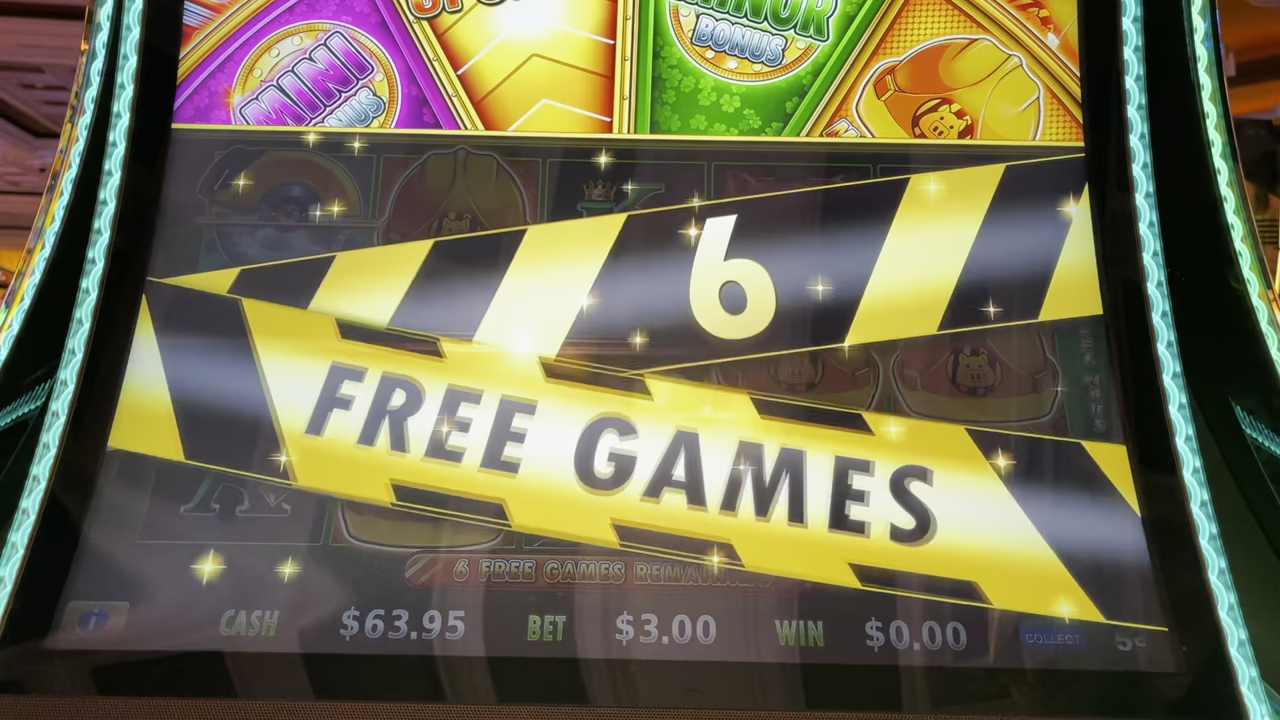 MINI
BONUS
MINOR
BONUS
6
FREE GAMES
6 FREE GAMES REMAINING
CASH $63.95 BET $3.00 WIN $0.00 COLLECT 5¢